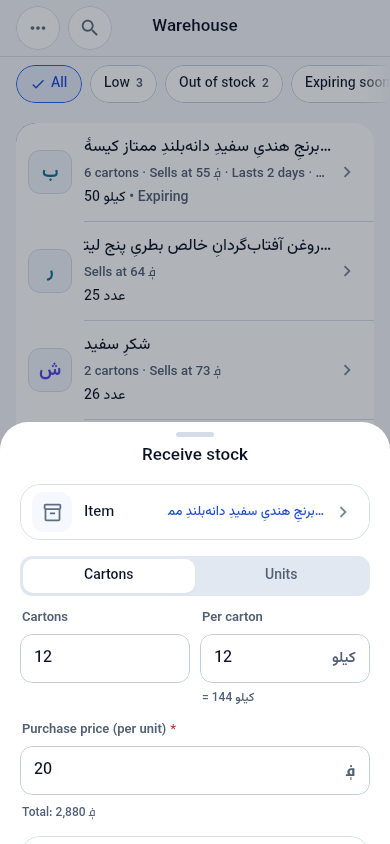 Warehouse
All
Low 3
Out of stock 2
Expiring soon
ب
برنجِ هنديِ سفیدِ دانه‌بلندِ ممتاز کیسهٔ...
6 cartons · Sells at 55 ؋ · Lasts 2 days · ...
50 کیلو • Expiring
ر
روغن آفتاب‌گردانِ خالص بطریِ پنج لیت...
Sells at 64 ؋
25 عدد
ش
شکرِ سفید
2 cartons · Sells at 73 ؋
26 عدد
Receive stock
Item
برنجِ هنديِ سفیدِ دانه‌بلندِ مم...
Cartons
Units
Cartons
Per carton
12
12 کیلو
= 144 کیلو
Purchase price (per unit) *
20 ؋
Total: 2,880 ؋